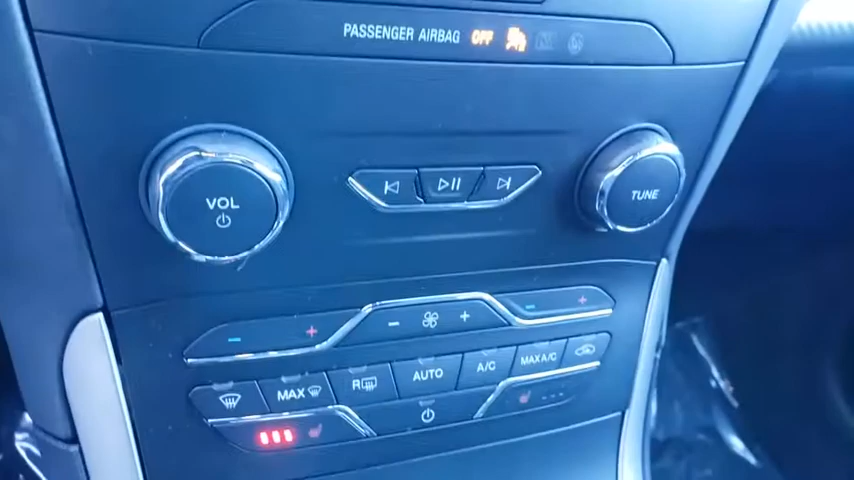 PASSENGER AIRBAG OFF
VOL
TUNE
MAX
R
AUTO
A/C
MAX A/C